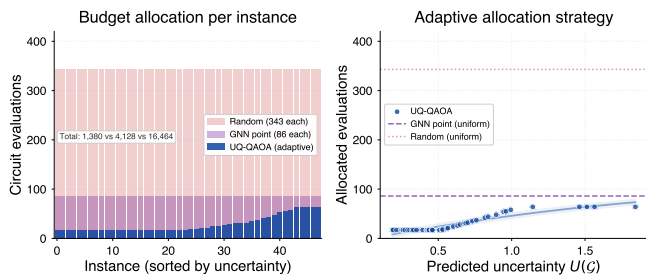 Budget allocation per instance
Circuit evaluations
400
300
200
100
0
Total: 1,380 vs 4,128 vs 16,464
Random (343 each)
GNN point (86 each)
UQ-QAOA (adaptive)
0 10 20 30 40
Instance (sorted by uncertainty)
Adaptive allocation strategy
Allocated evaluations
400
300
200
100
0
UQ-QAOA
GNN point (uniform)
Random (uniform)
0.5 1.0 1.5
Predicted uncertainty U(𝒢)